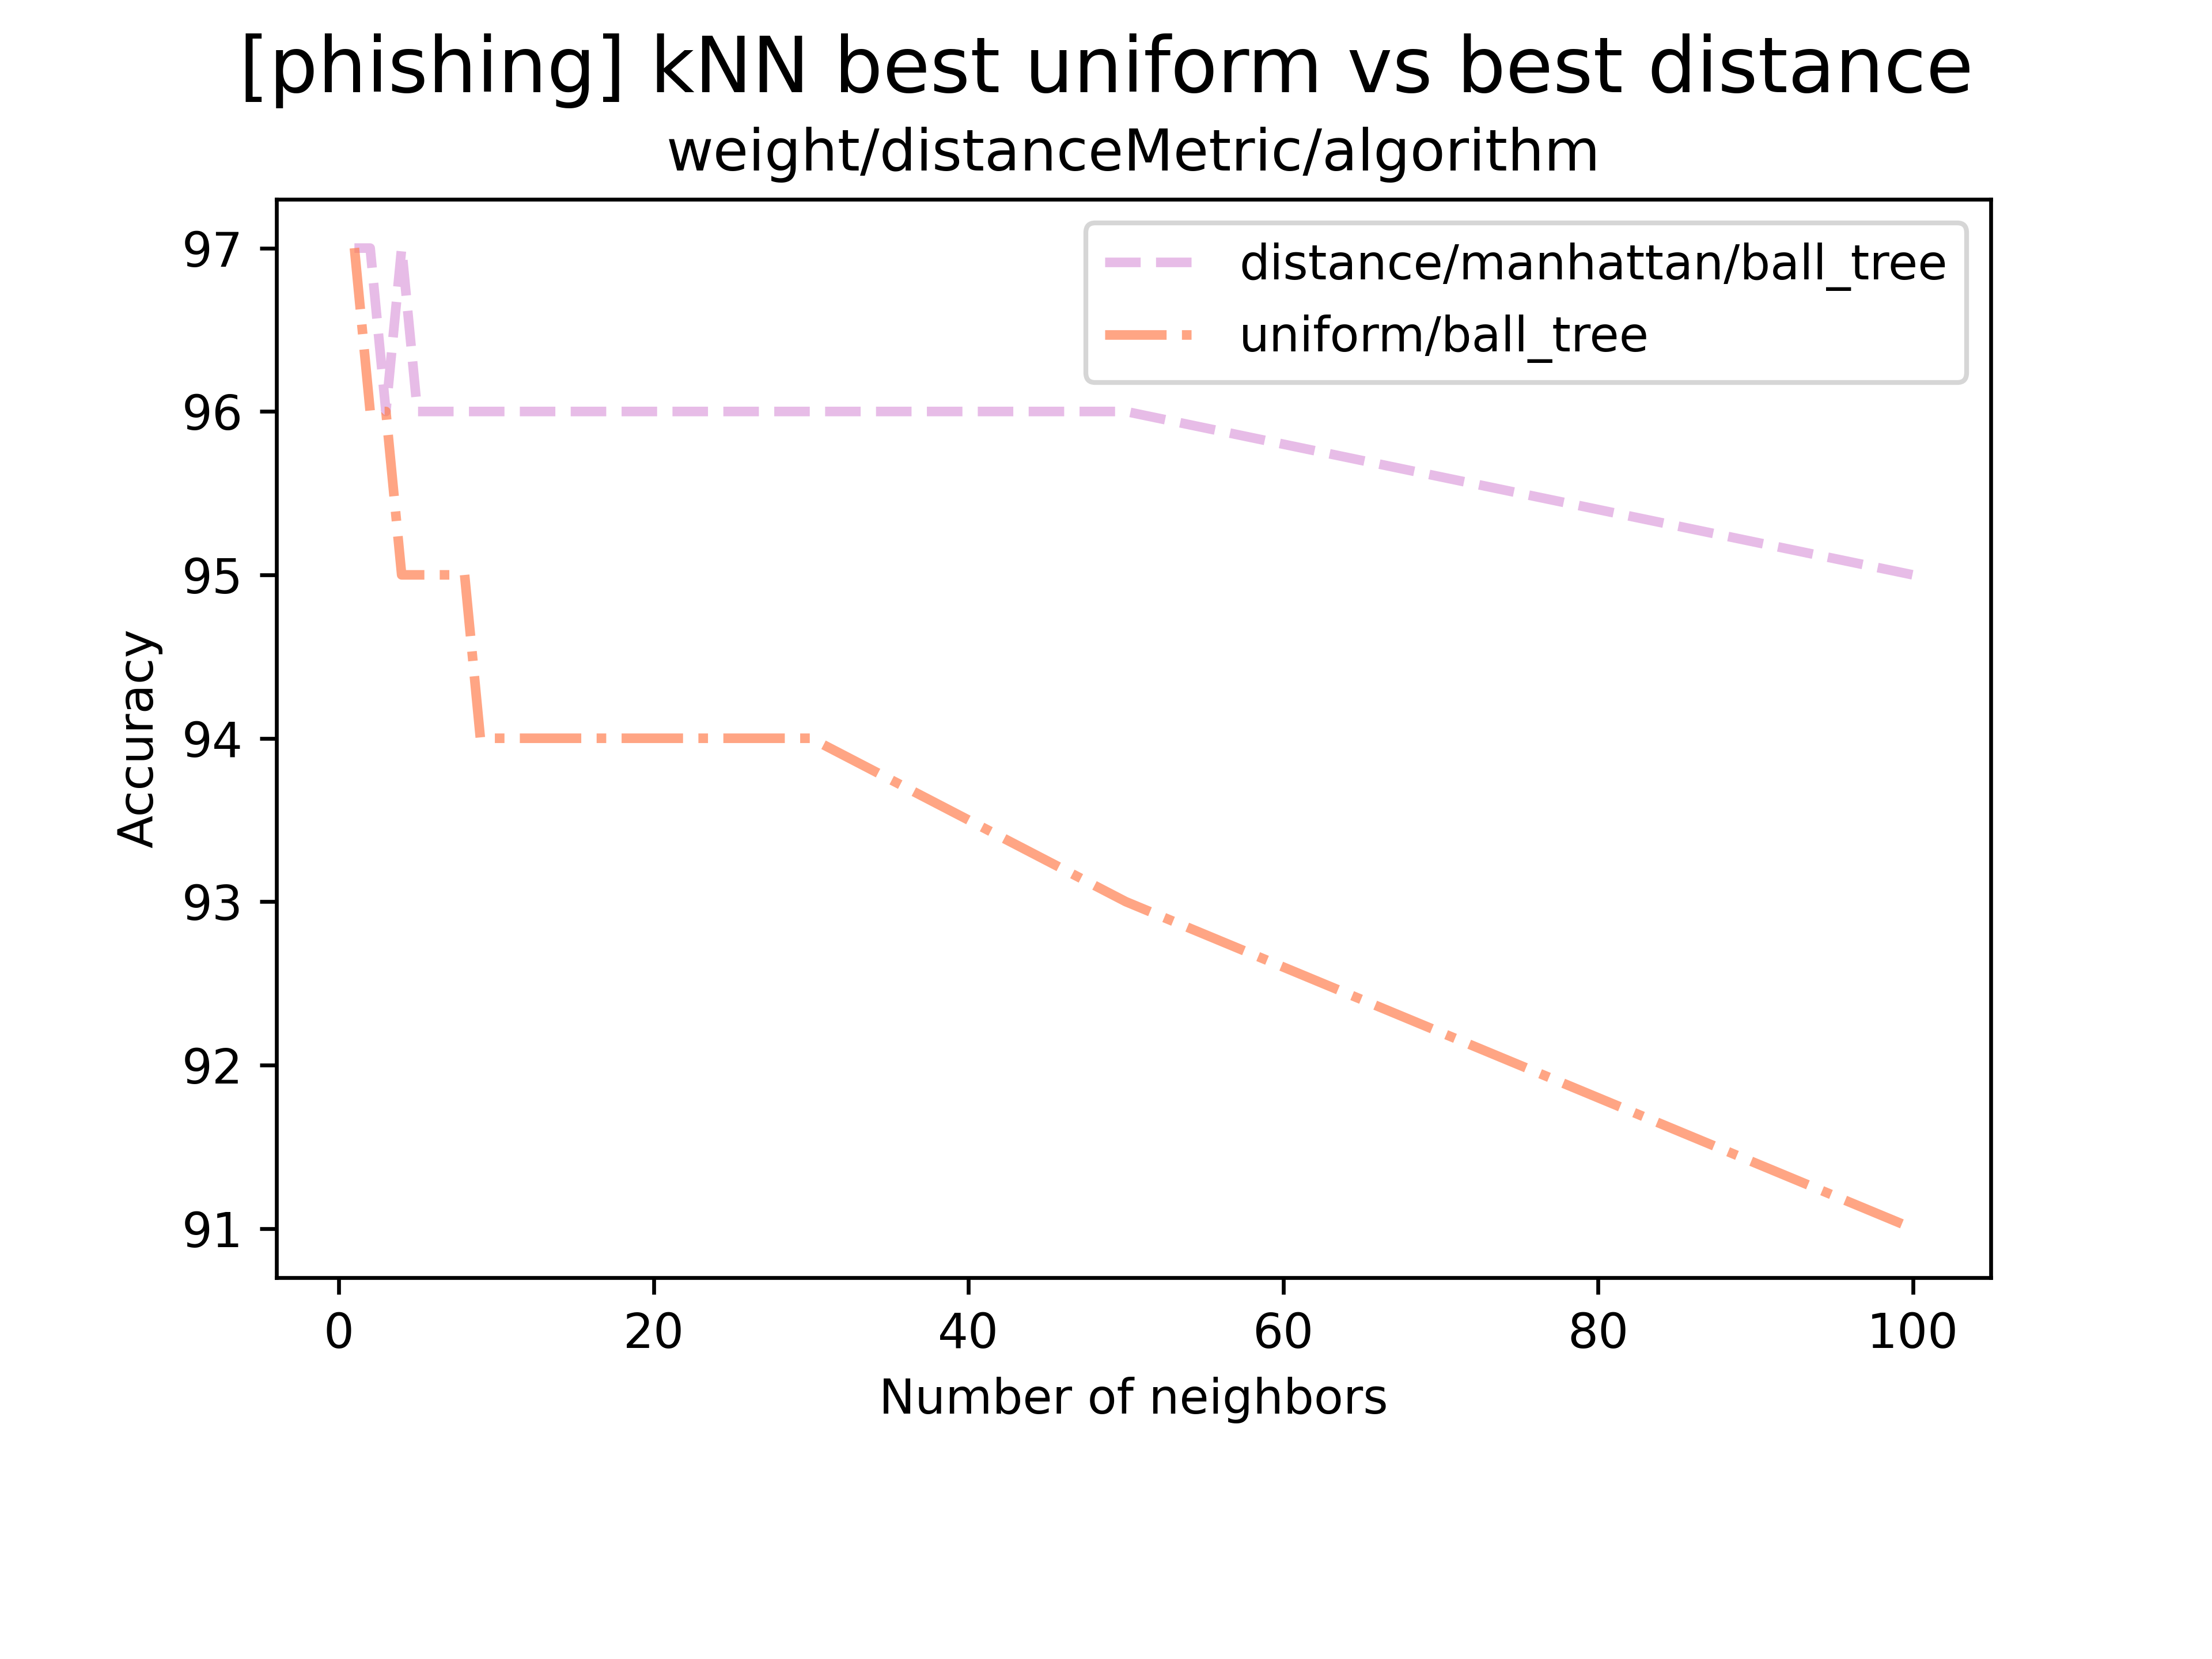 [phishing] kNN best uniform vs best distance
weight/distanceMetric/algorithm
distance/manhattan/ball_tree
uniform/ball_tree
97
96
95
94
93
92
91
Accuracy
0 20 40 60 80 100
Number of neighbors